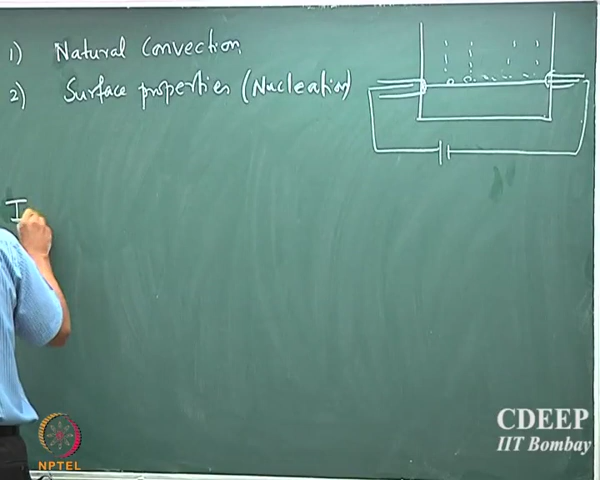 1) Natural Convection
2) Surface properties (Nucleation)
I
CDEEP
IIT Bombay
NPTEL